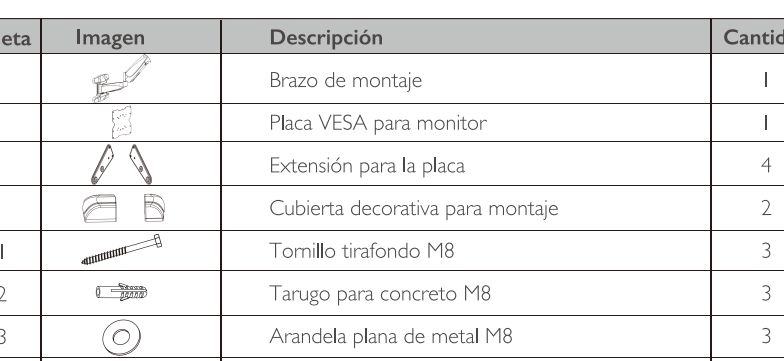 eta Imagen Descripción Cantid
Brazo de montaje 1
Placa VESA para monitor 1
Extensión para la placa 4
Cubierta decorativa para montaje 2
1 Tornillo tirafondo M8 3
2 Tarugo para concreto M8 3
3 Arandela plana de metal M8 3